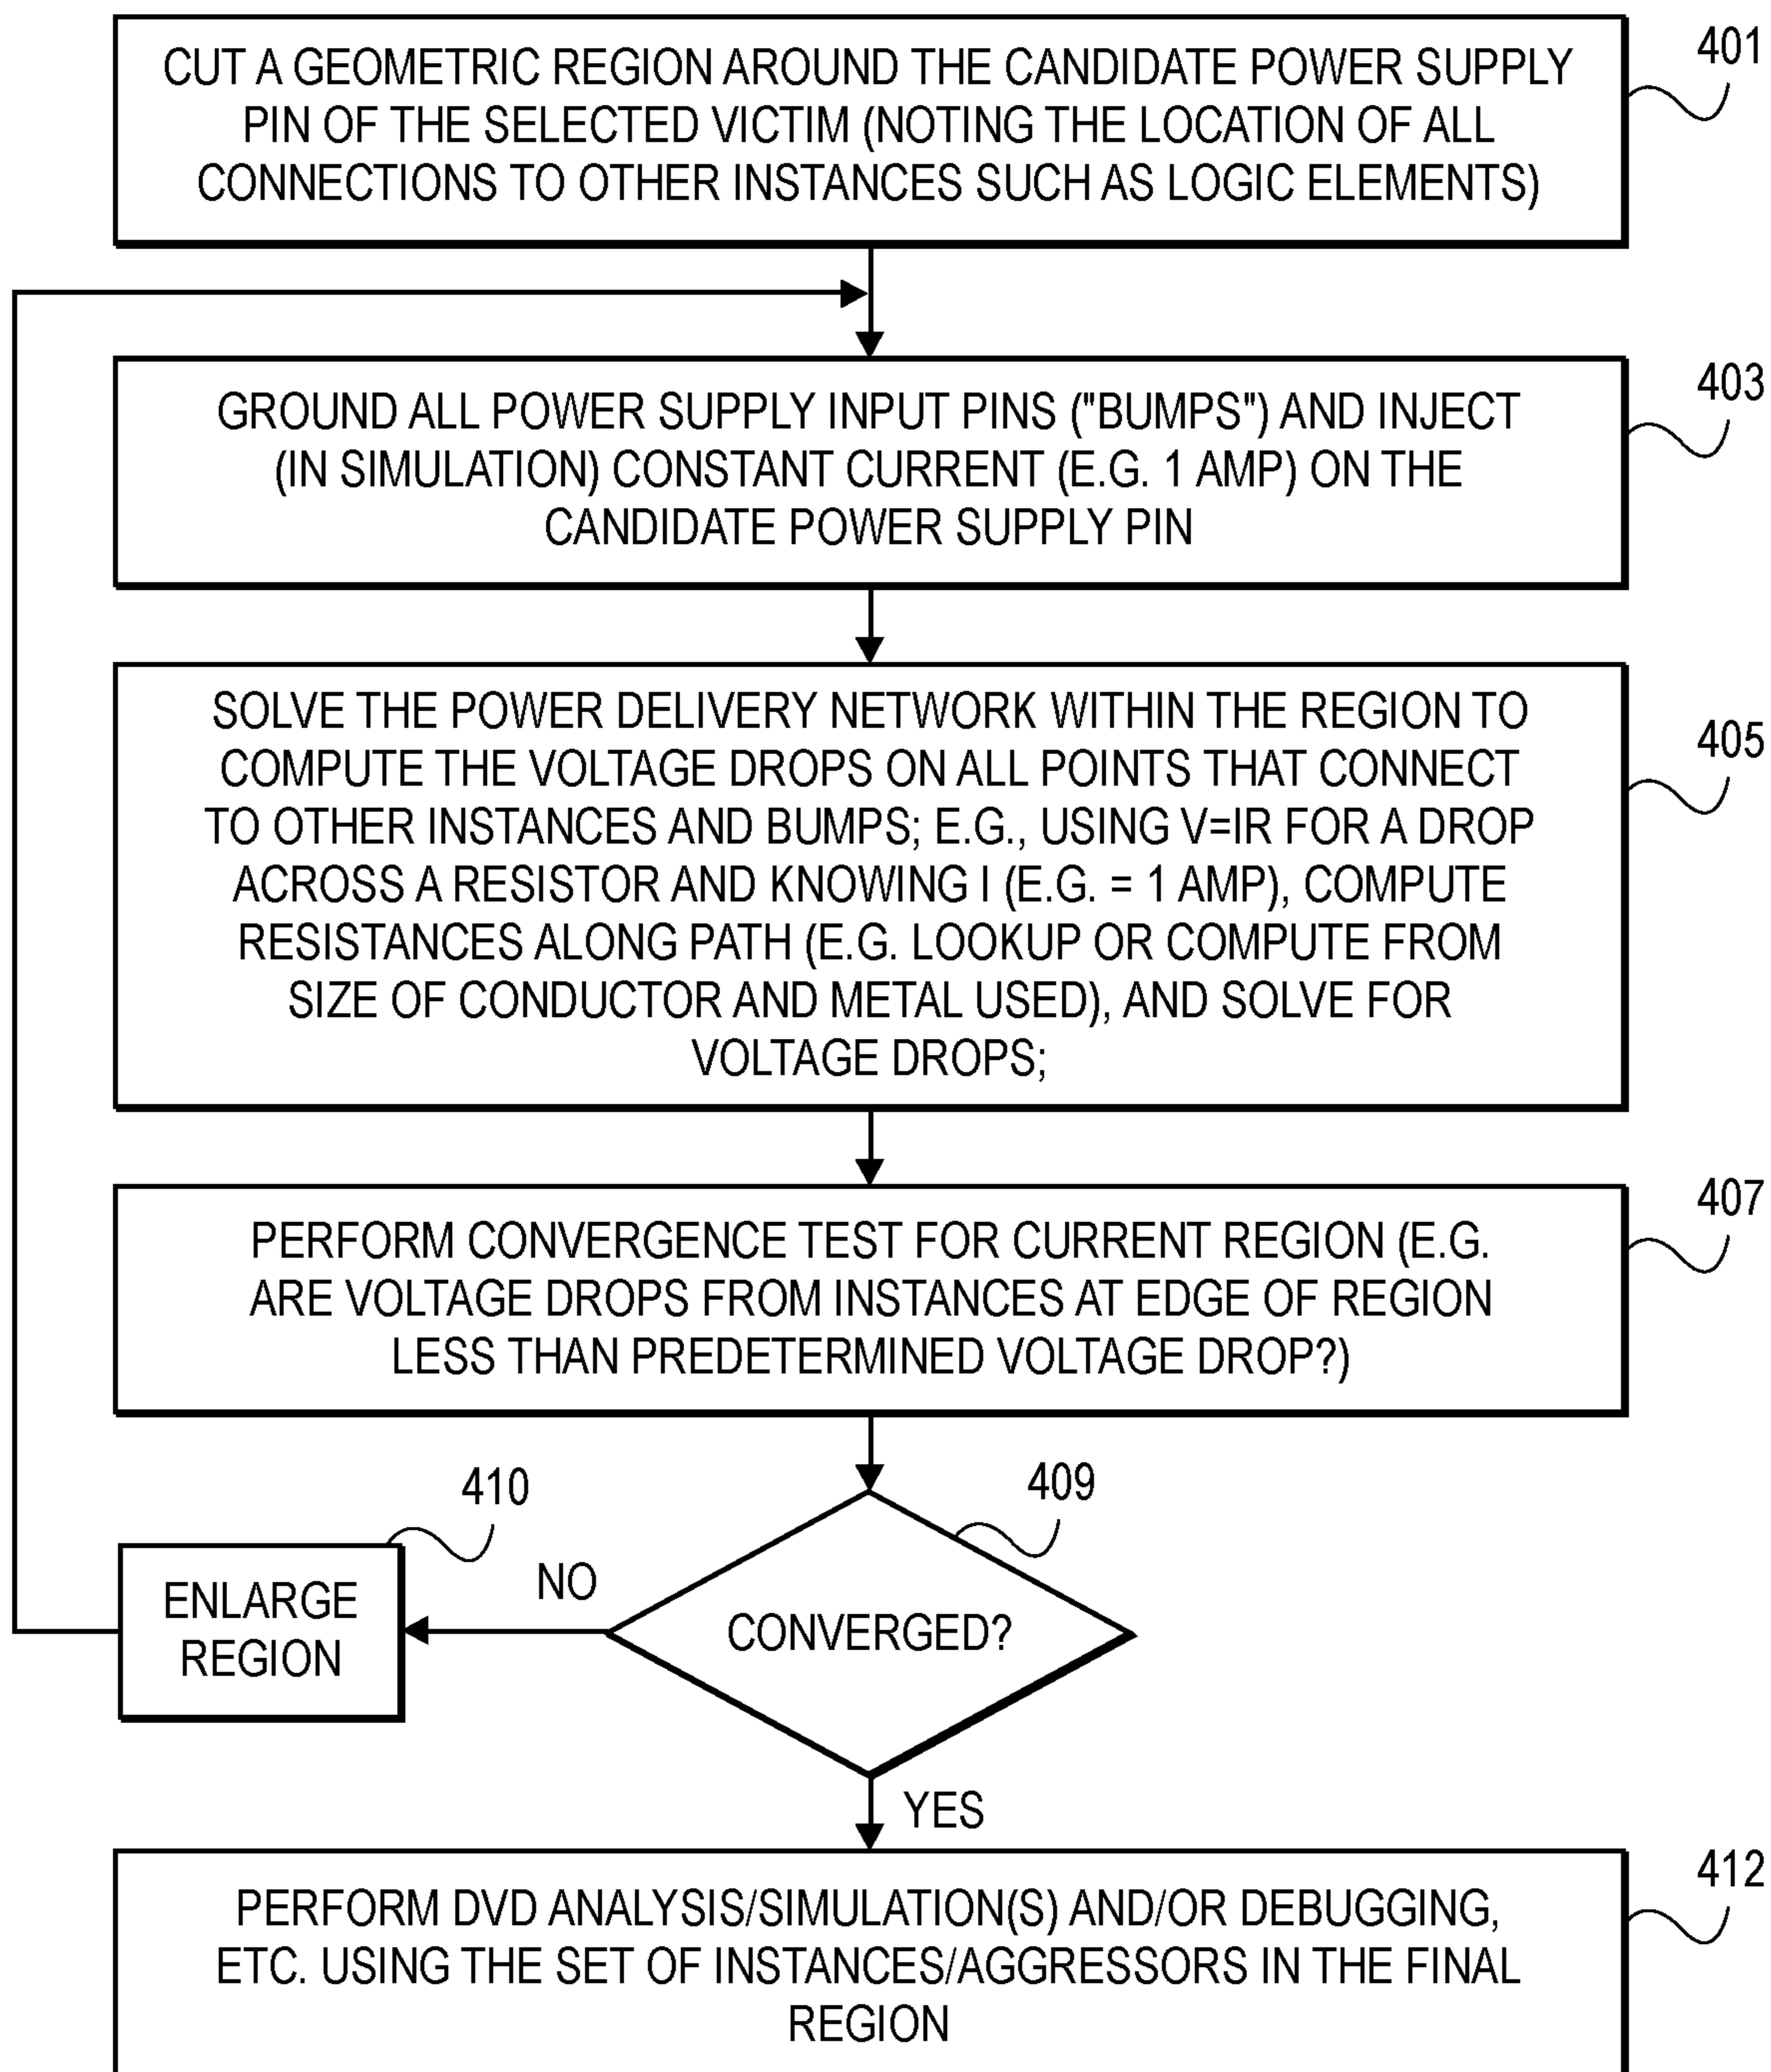 CUT A GEOMETRIC REGION AROUND THE CANDIDATE POWER SUPPLY
PIN OF THE SELECTED VICTIM (NOTING THE LOCATION OF ALL
CONNECTIONS TO OTHER INSTANCES SUCH AS LOGIC ELEMENTS)
401
GROUND ALL POWER SUPPLY INPUT PINS ("BUMPS") AND INJECT
(IN SIMULATION) CONSTANT CURRENT (E.G. 1 AMP) ON THE
CANDIDATE POWER SUPPLY PIN
403
SOLVE THE POWER DELIVERY NETWORK WITHIN THE REGION TO
COMPUTE THE VOLTAGE DROPS ON ALL POINTS THAT CONNECT
TO OTHER INSTANCES AND BUMPS; E.G., USING V=IR FOR A DROP
ACROSS A RESISTOR AND KNOWING I (E.G. = 1 AMP), COMPUTE
RESISTANCES ALONG PATH (E.G. LOOKUP OR COMPUTE FROM
SIZE OF CONDUCTOR AND METAL USED), AND SOLVE FOR
VOLTAGE DROPS;
405
PERFORM CONVERGENCE TEST FOR CURRENT REGION (E.G.
ARE VOLTAGE DROPS FROM INSTANCES AT EDGE OF REGION
LESS THAN PREDETERMINED VOLTAGE DROP?)
407
410
409
ENLARGE
REGION
NO
CONVERGED?
YES
PERFORM DVD ANALYSIS/SIMULATION(S) AND/OR DEBUGGING,
ETC. USING THE SET OF INSTANCES/AGGRESSORS IN THE FINAL
REGION
412